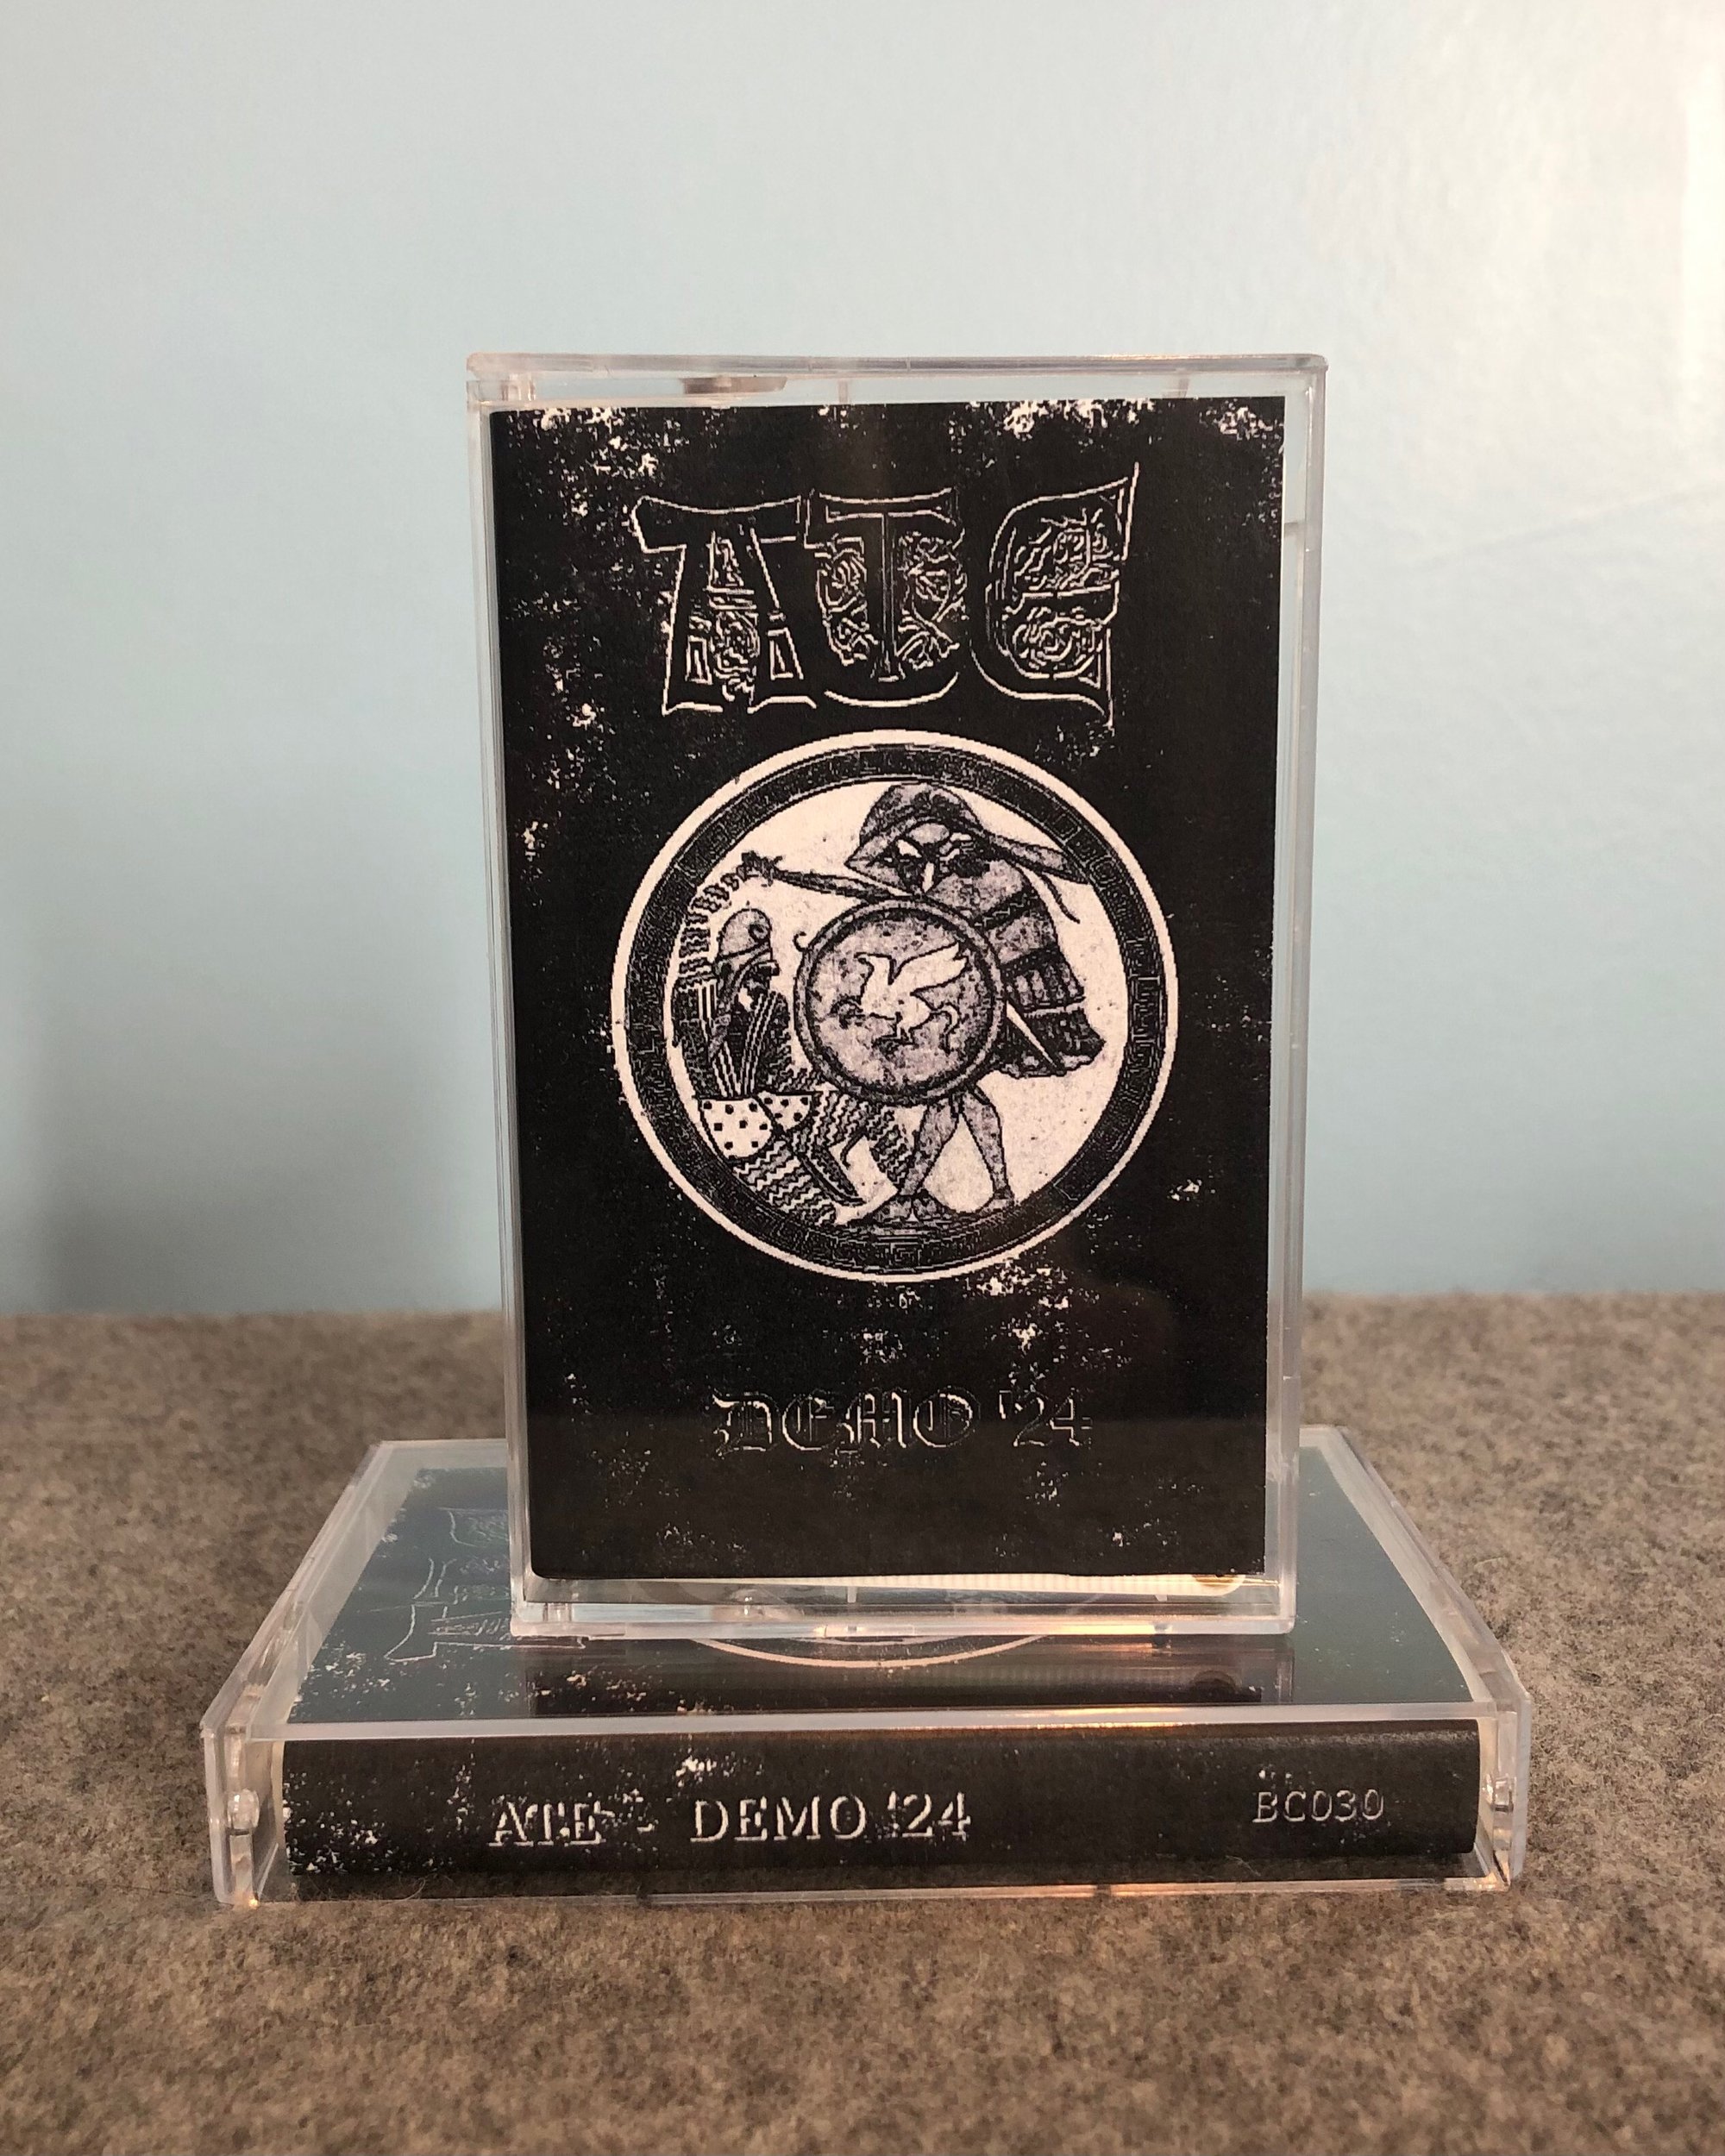 ATE
DEMO '24
ATE - DEMO '24
BC030